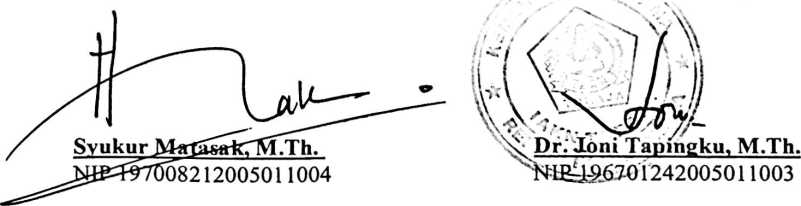 Syukur Matasak, M.Th.
NIP 197008212005011004
Dr. Joni Tapingku, M.Th.
NIP 196701242005011003